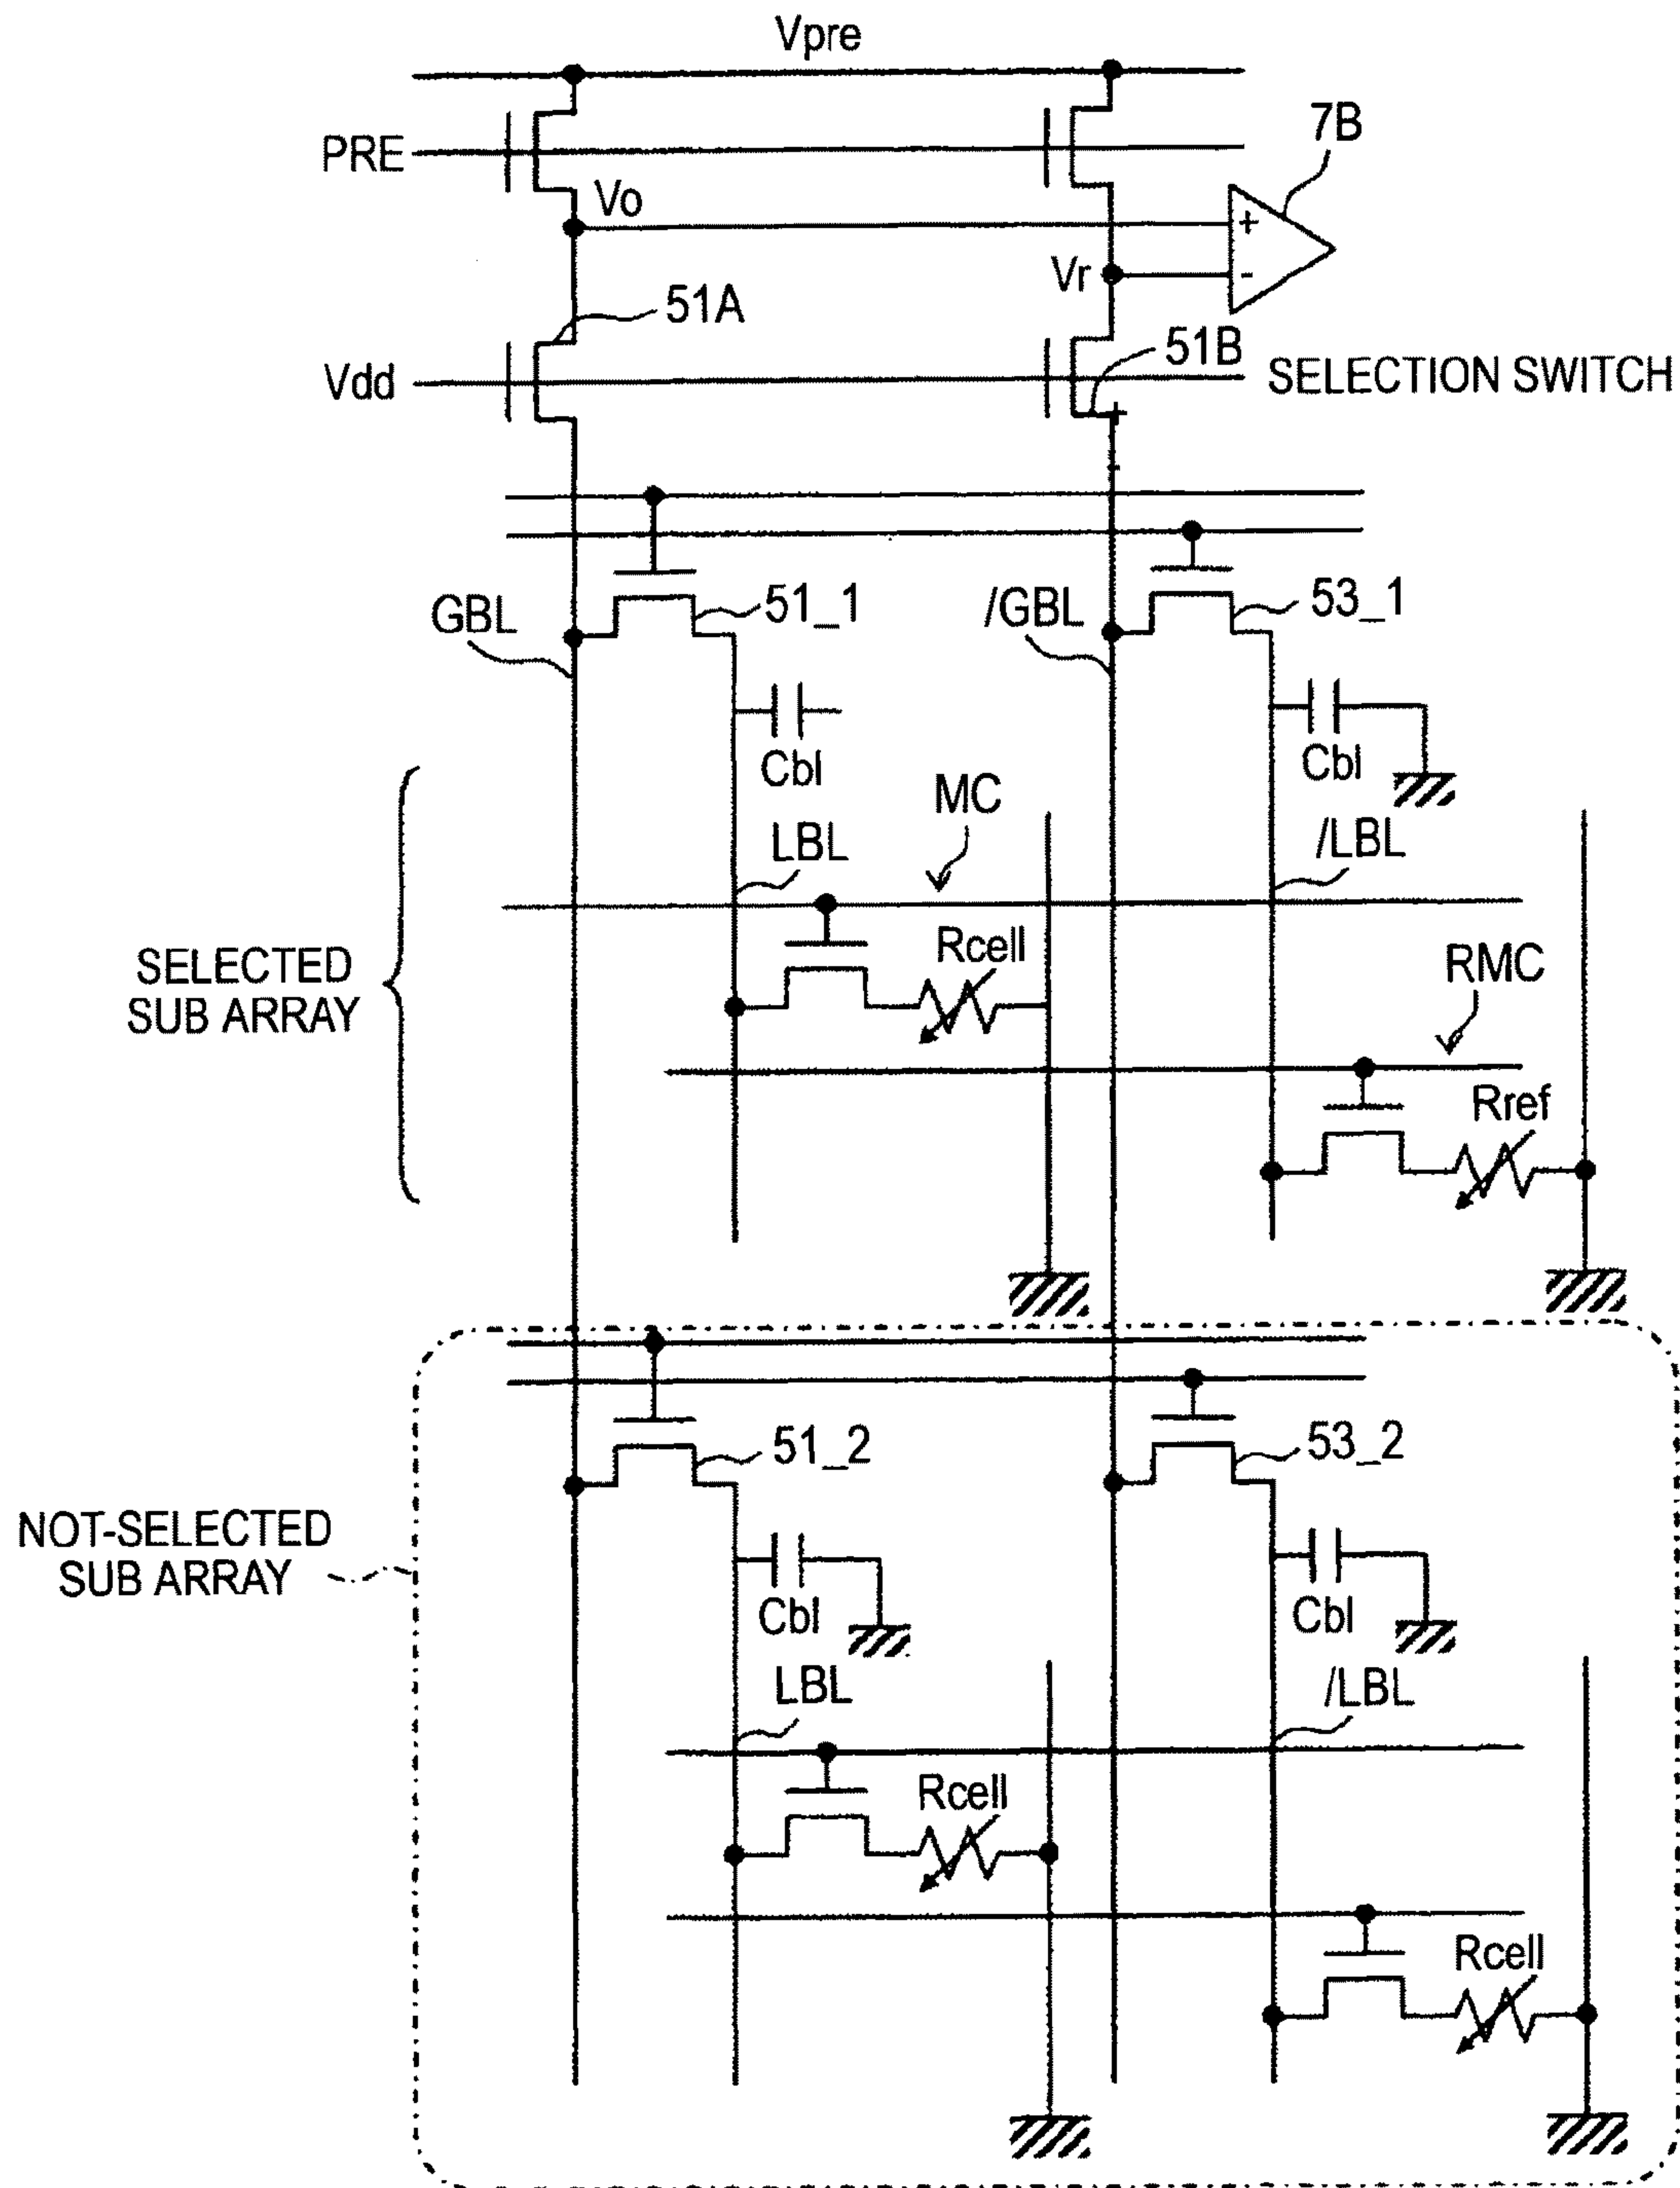 Vpre
7B
PRE
Vo
+
Vr
-
51A
51B
Vdd
SELECTION SWITCH
+
-
GBL
51_1
/GBL
53_1
Cbl
Cbl
MC
LBL
/LBL
SELECTED
SUB ARRAY
Rcell
RMC
Rref
51_2
53_2
NOT-SELECTED
SUB ARRAY
Cbl
Cbl
LBL
/LBL
Rcell
Rcell